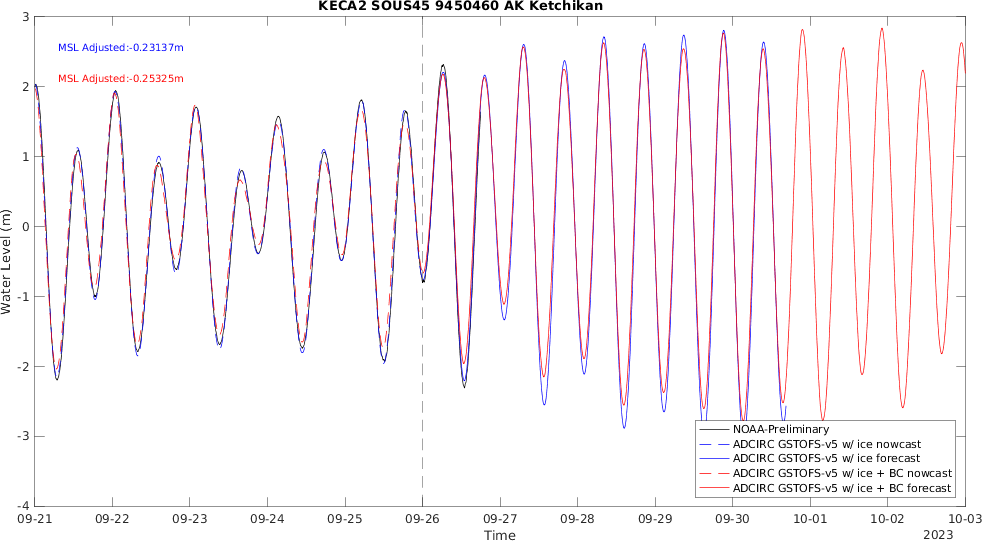 KECA2 SOUS45 9450460 AK Ketchikan
MSL Adjusted:-0.23137m
MSL Adjusted:-0.25325m
Water Level (m)
3
2
1
0
-1
-2
-3
-4
NOAA-Preliminary
ADCIRC GSTOFS-v5 w/ ice nowcast
ADCIRC GSTOFS-v5 w/ ice forecast
ADCIRC GSTOFS-v5 w/ ice + BC nowcast
ADCIRC GSTOFS-v5 w/ ice + BC forecast
09-21 09-22 09-23 09-24 09-25 09-26 09-27 09-28 09-29 09-30 10-01 10-02 10-03
Time
2023